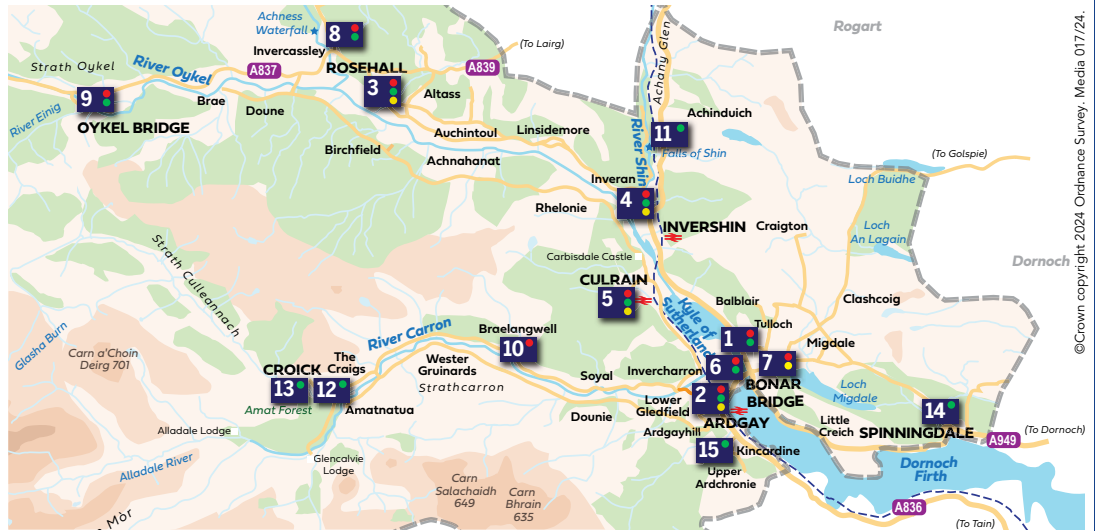 Achness
Waterfall
8
Invercassley
(To Lairg)
Rogart
Achany Glen
©Crown copyright 2024 Ordnance Survey. Media 017/24.
Strath Oykel
River Oykel
A837
ROSEHALL
A839
3
Altass
9
Brae
Doune
River Einig
OYKEL BRIDGE
Achinduich
Auchintoul
Linsidemore
River Shin
11
Falls of Shin
Birchfield
Achnahanat
(To Golspie)
Inveran
Loch Buidhe
4
Rhelonie
INVERSHIN
Craigton
Loch
An Lagain
Strath Culleannach
Carbisdale Castle
Dornoch
CULRAIN
5
Kyle of
Sutherland
Balblair
Clashcoig
Glasha Burn
River Carron
Braelangwell
Tulloch
1
Migdale
Carn a'Choin
Deirg 701
The
Craigs
10
Wester
Gruinards
CROICK
13
12
Strathcarron
Soyal
Invercharron
6
7
BONAR
BRIDGE
Loch
Migdale
Amat Forest
Amatnatua
Lower
Gledfield
2
14
Dounie
ARDGAY
Little
Creich
SPINNINGDALE
(To Dornoch)
Alladale Lodge
Ardgayhill
A949
15
Kincardine
Glencalvie
Lodge
Alladale River
Upper
Ardchronie
Dornoch
Firth
Carn
Salachaidh
649
Carn
Bhrain
635
A836
Mòr
(To Tain)